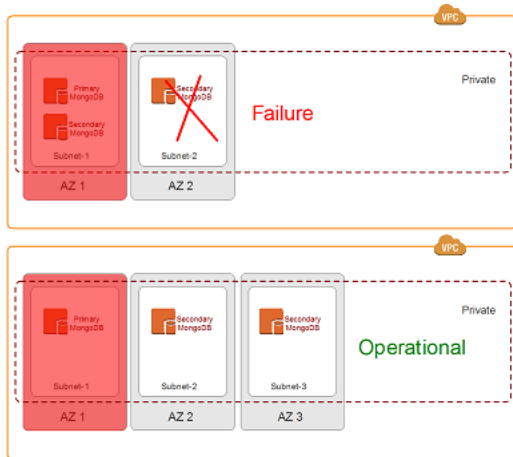 VPC
Private
Primary
MongoDB
Secondary
MongoDB
Subnet-1
AZ 1
Secondary
MongoDB
Subnet-2
AZ 2
Failure
VPC
Private
Primary
MongoDB
Subnet-1
AZ 1
Secondary
MongoDB
Subnet-2
AZ 2
Secondary
MongoDB
Subnet-3
AZ 3
Operational